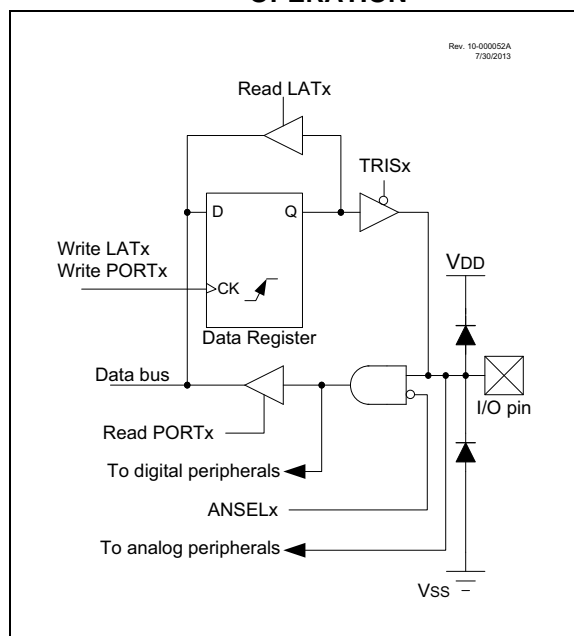 OPERATION
Rev. 10-000052A
7/30/2013
Read LATx
TRISx
D
Q
Write LATx
Write PORTx
CK
VDD
Data Register
Data bus
I/O pin
Read PORTx
To digital peripherals
ANSELx
To analog peripherals
VSS